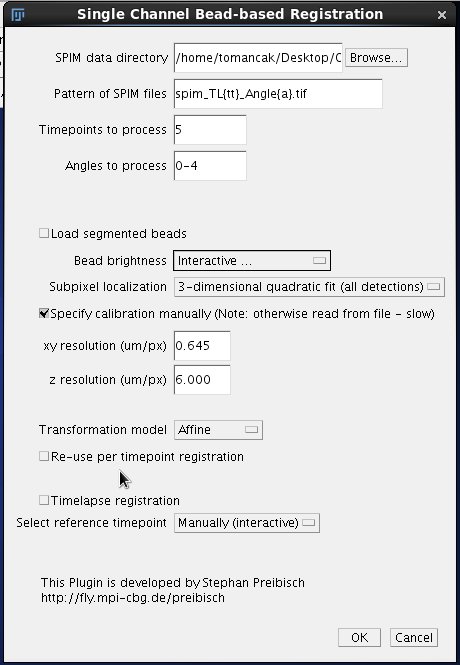 Single Channel Bead-based Registration
SPIM data directory /home/tomancak/Desktop/ Browse...
Pattern of SPIM files spim_TL{tt}_Angle{a}.tif
Timepoints to process 5
Angles to process 0-4
Load segmented beads
Bead brightness Interactive ...
Subpixel localization 3-dimensional quadratic fit (all detections)
Specify calibration manually (Note: otherwise read from file - slow)
xy resolution (um/px) 0.645
z resolution (um/px) 6.000
Transformation model Affine
Re-use per timepoint registration
Timelapse registration
Select reference timepoint Manually (interactive)
This Plugin is developed by Stephan Preibisch
http://fly.mpi-cbg.de/preibisch
OK Cancel